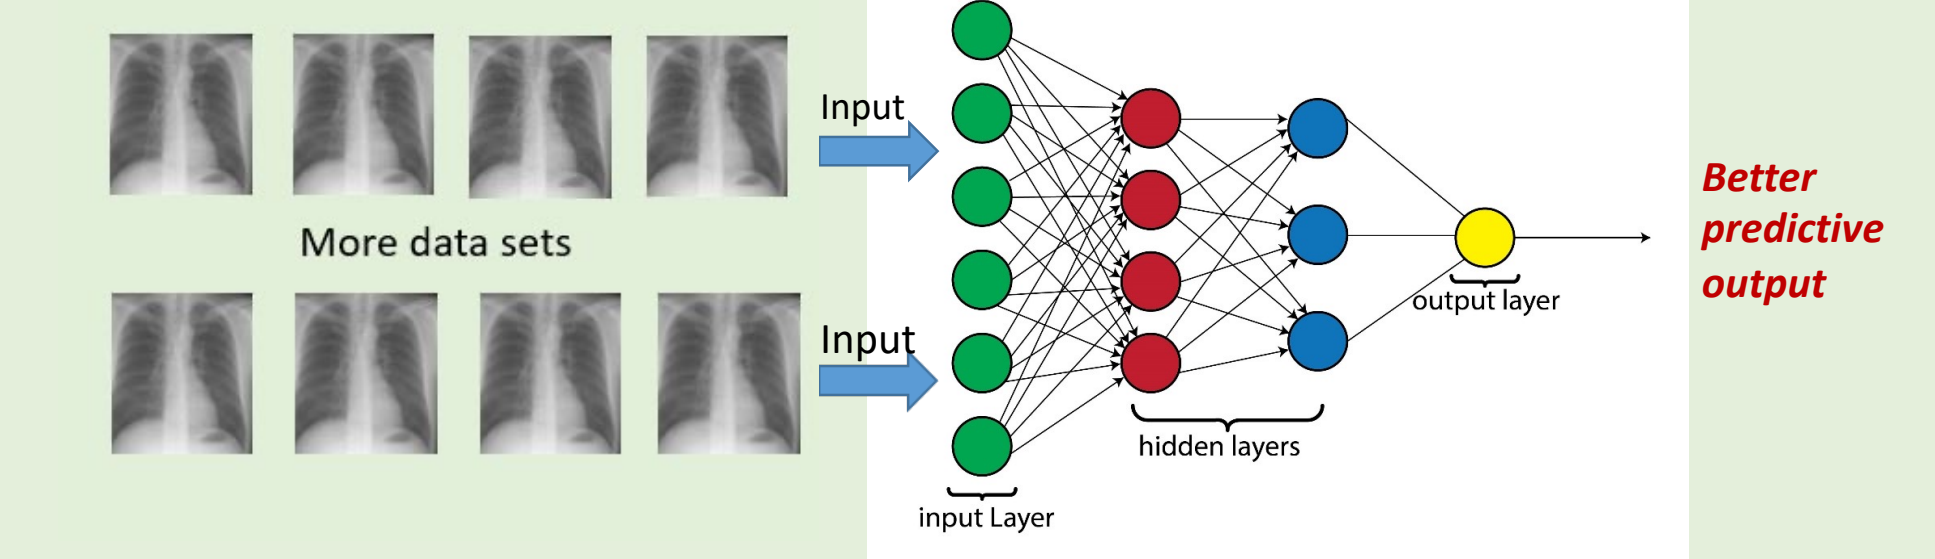 Input
More data sets
Input
input Layer
hidden layers
output layer
Better
predictive
output